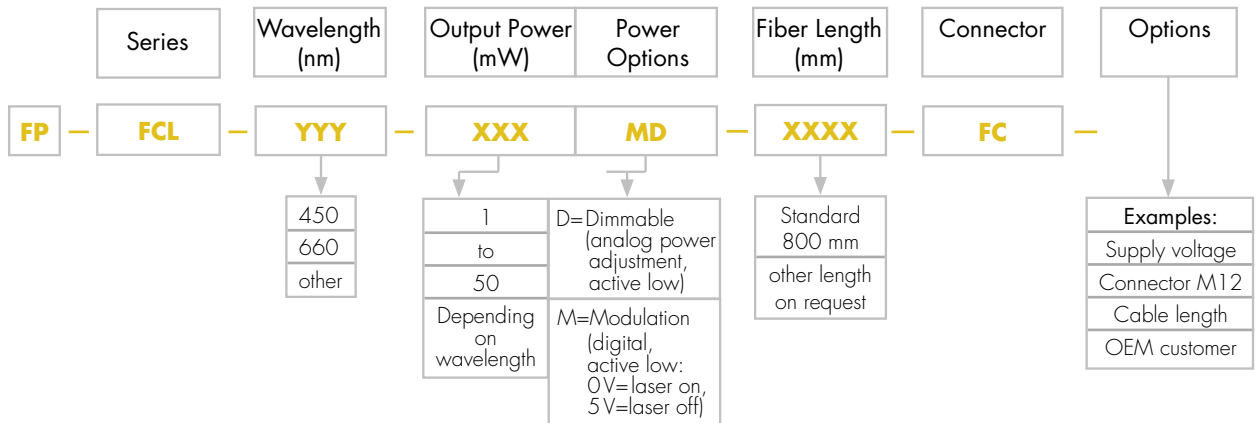 Series
Wavelength
(nm)
Output Power
(mW)
Power
Options
Fiber Length
(mm)
Connector
Options
FP — FCL — YYY — XXX MD — XXXX — FC —
450
660
other
1
to
50
Depending
on
wavelength
D=Dimmable
(analog power
adjustment,
active low)
M=Modulation
(digital,
active low:
0V=laser on,
5V=laser off)
Standard
800 mm
other length
on request
Examples:
Supply voltage
Connector M12
Cable length
OEM customer